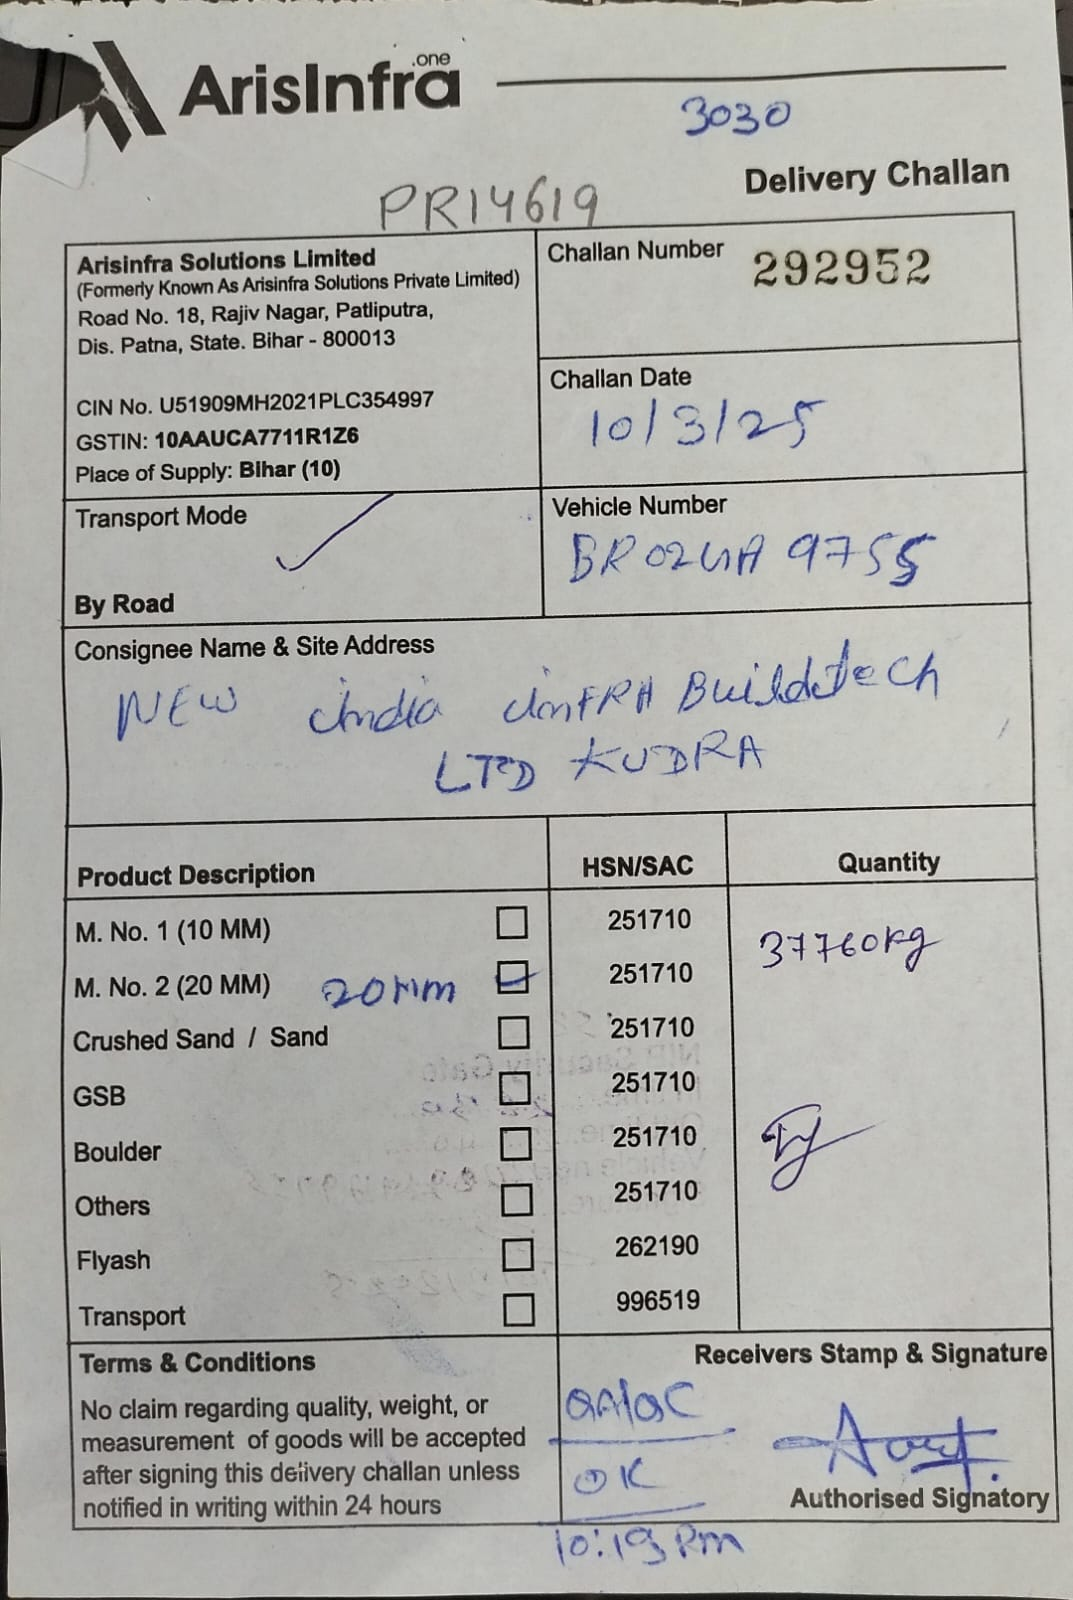 ArisInfra.one
3030
Delivery Challan
PR14619
Arisinfra Solutions Limited
(Formerly Known As Arisinfra Solutions Private Limited)
Road No. 18, Rajiv Nagar, Patliputra,
Dis. Patna, State. Bihar - 800013
CIN No. U51909MH2021PLC354997
GSTIN: 10AAUCA7711R1Z6
Place of Supply: Bihar (10)
Challan Number 292952
Challan Date
10/3/25
Transport Mode
By Road
Vehicle Number
9755
Consignee Name & Site Address
NEW india inFRA Buildtech
LTD KUDRA
Product Description HSN/SAC Quantity
M. No. 1 (10 MM) 251710 37760kg
M. No. 2 (20 MM) 20mm 251710
Crushed Sand / Sand 251710
GSB 251710
Boulder 251710
Others 251710
Flyash 262190
Transport 996519
Terms & Conditions
No claim regarding quality, weight, or
measurement of goods will be accepted
after signing this delivery challan unless
notified in writing within 24 hours
Receivers Stamp & Signature
QA/QC
OK
Authorised Signatory
10:19 Pm